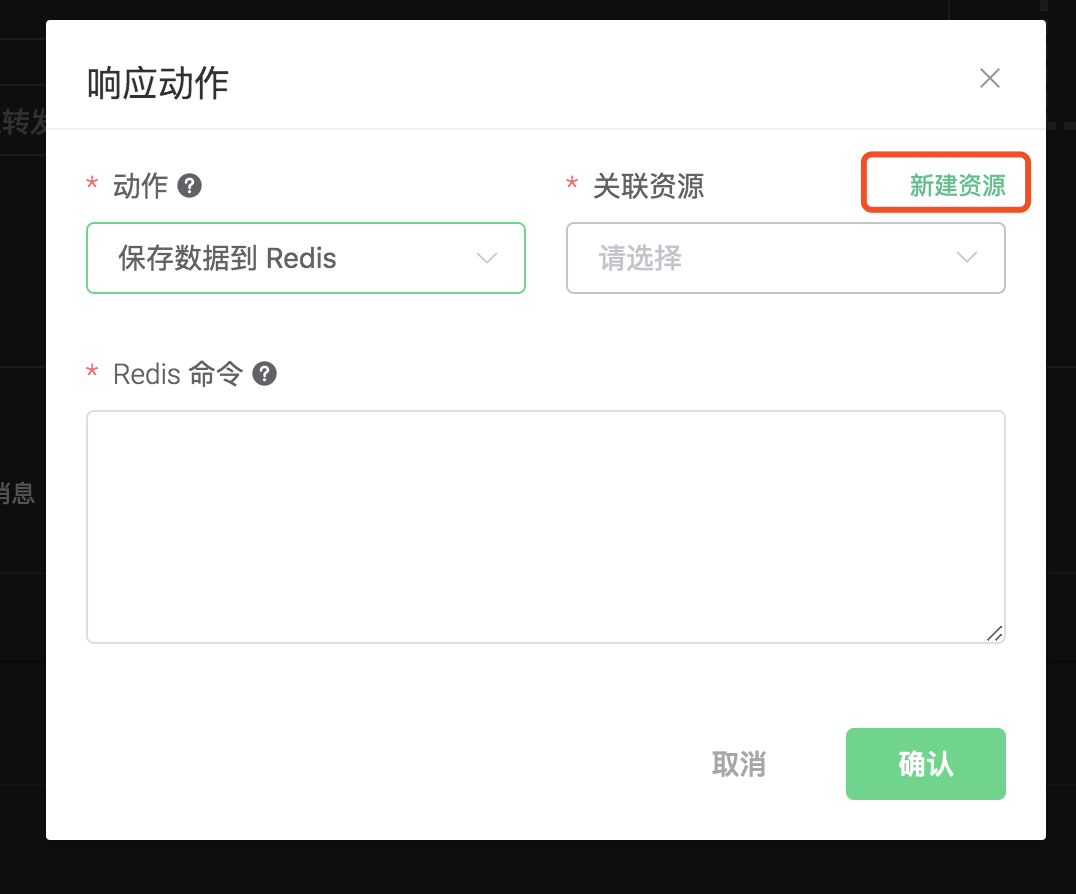 响应动作
转发
* 动作 ?
* 关联资源
新建资源
保存数据到 Redis
请选择
* Redis 命令 ?
消息
取消
确认